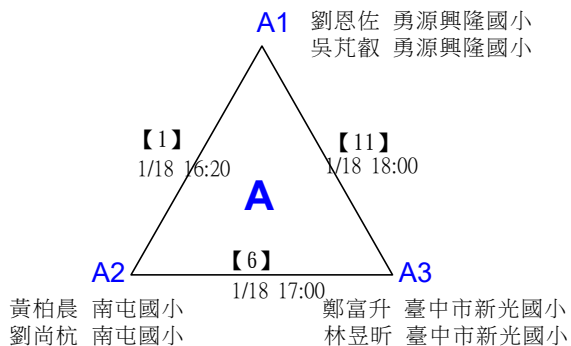 A1
劉恩佐 勇源興隆國小
吳芃叡 勇源興隆國小
【1】
1/18 16:20
【11】
1/18 18:00
A
【6】
1/18 17:00
A2
A3
黃柏晨 南屯國小
劉尚杭 南屯國小
鄭富升 臺中市新光國小
林昱昕 臺中市新光國小